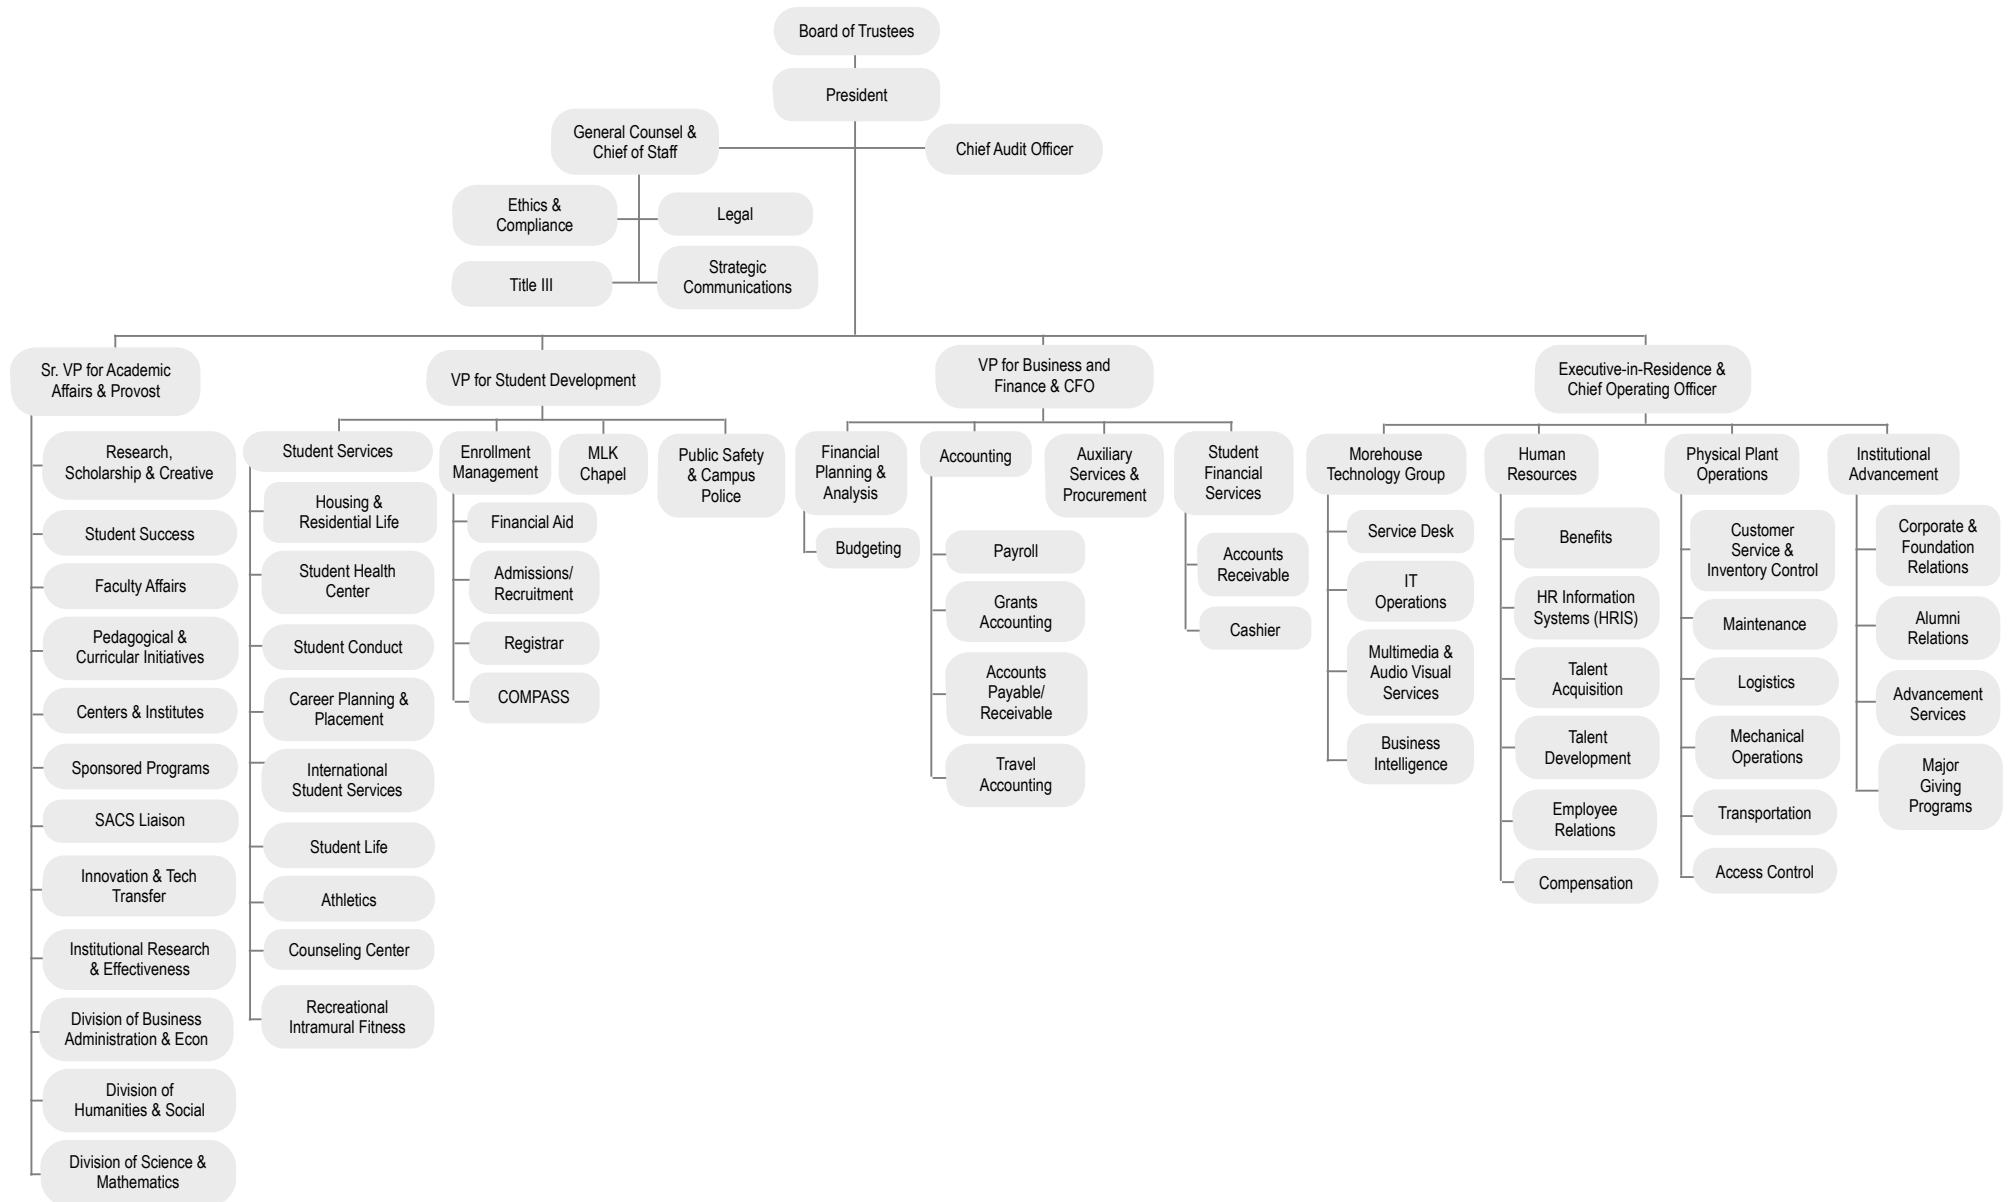 Board of Trustees
President
General Counsel &
Chief of Staff
Chief Audit Officer
Ethics &
Compliance
Legal
Title III
Strategic
Communications
Sr. VP for Academic
Affairs & Provost
Research,
Scholarship & Creative
Student Success
Faculty Affairs
Pedagogical &
Curricular Initiatives
Centers & Institutes
Sponsored Programs
SACS Liaison
Innovation & Tech
Transfer
Institutional Research
& Effectiveness
Division of Business
Administration & Econ
Division of
Humanities & Social
Division of Science &
Mathematics
VP for Student Development
Student Services
Housing &
Residential Life
Student Health
Center
Student Conduct
Career Planning &
Placement
International
Student Services
Student Life
Athletics
Counseling Center
Recreational
Intramural Fitness
Enrollment
Management
Financial Aid
Admissions/
Recruitment
Registrar
COMPASS
MLK
Chapel
Public Safety
& Campus
Police
VP for Business and
Finance & CFO
Financial
Planning &
Analysis
Budgeting
Accounting
Payroll
Grants
Accounting
Accounts
Payable/
Receivable
Travel
Accounting
Auxiliary
Services &
Procurement
Student
Financial
Services
Accounts
Receivable
Cashier
Executive-in-Residence &
Chief Operating Officer
Morehouse
Technology Group
Service Desk
IT
Operations
Multimedia &
Audio Visual
Services
Business
Intelligence
Human
Resources
Benefits
HR Information
Systems (HRIS)
Talent
Acquisition
Talent
Development
Employee
Relations
Compensation
Physical Plant
Operations
Customer
Service &
Inventory Control
Maintenance
Logistics
Mechanical
Operations
Transportation
Access Control
Institutional
Advancement
Corporate &
Foundation
Relations
Alumni
Relations
Advancement
Services
Major
Giving
Programs